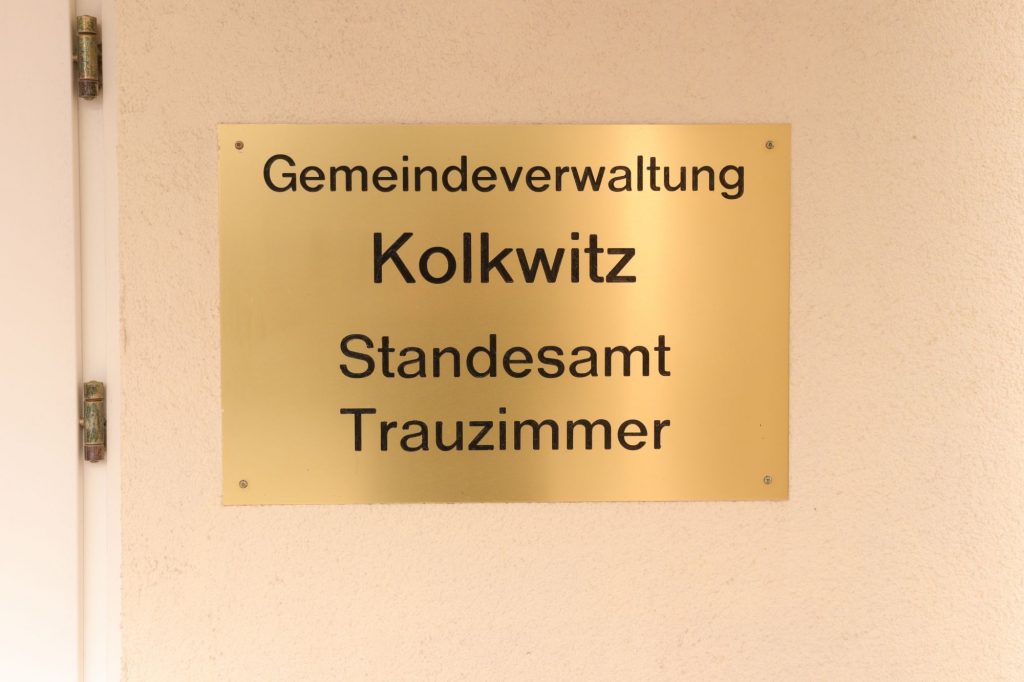 Gemeindeverwaltung
Kolkwitz
Standesamt
Trauzimmer